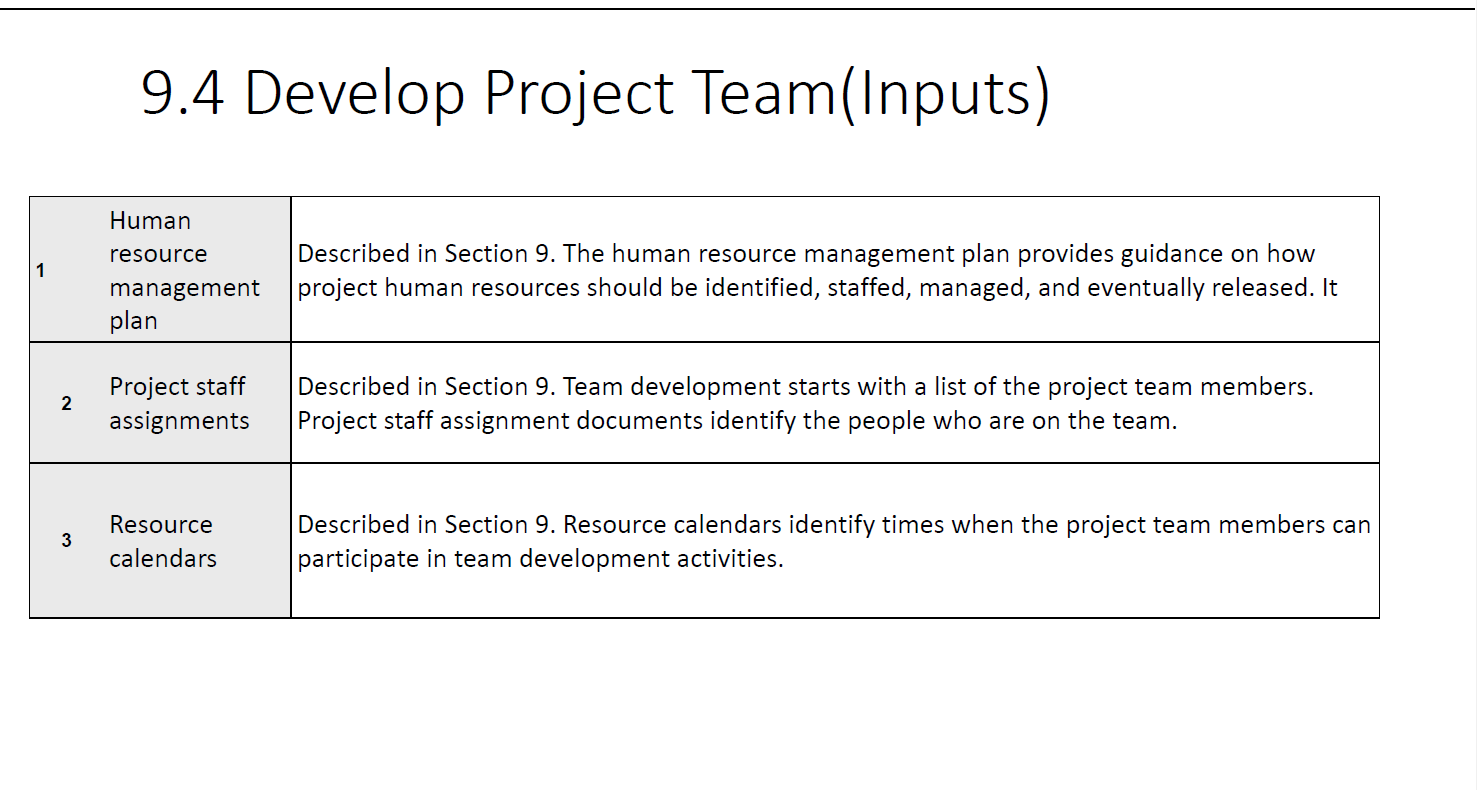 9.4 Develop Project Team(Inputs)
1
Human
resource
management
plan
Described in Section 9. The human resource management plan provides guidance on how
project human resources should be identified, staffed, managed, and eventually released. It
2
Project staff
assignments
Described in Section 9. Team development starts with a list of the project team members.
Project staff assignment documents identify the people who are on the team.
3
Resource
calendars
Described in Section 9. Resource calendars identify times when the project team members can
participate in team development activities.